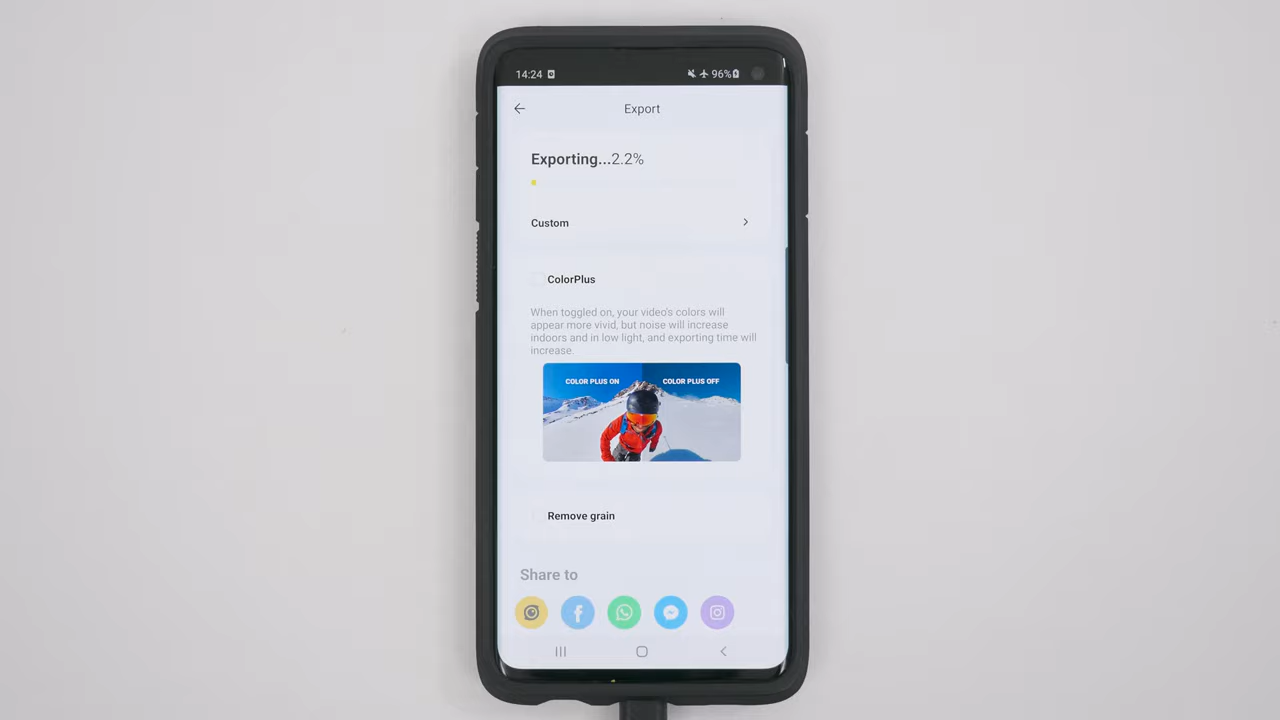 14:24
96%
Export
Exporting...2.2%
Custom
ColorPlus
When toggled on, your video's colors will
appear more vivid, but noise will increase
indoors and in low light, and exporting time will
increase.
COLOR PLUS ON
COLOR PLUS OFF
Remove grain
Share to